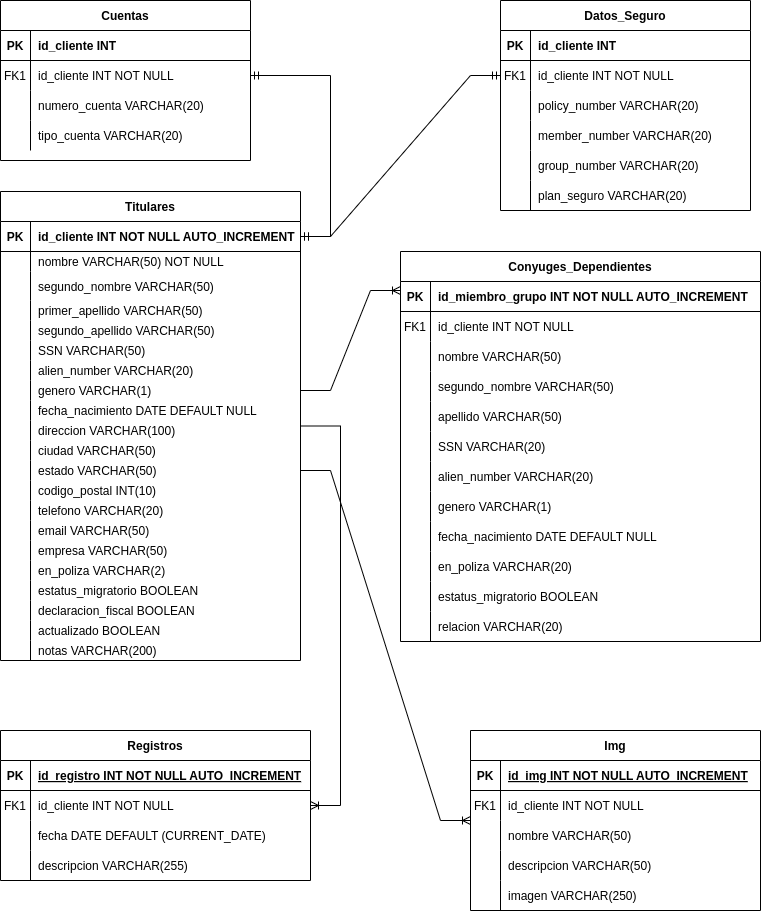 Cuentas
PK id_cliente INT
FK1 id_cliente INT NOT NULL
numero_cuenta VARCHAR(20)
tipo_cuenta VARCHAR(20)
Datos_Seguro
PK id_cliente INT
FK1 id_cliente INT NOT NULL
policy_number VARCHAR(20)
member_number VARCHAR(20)
group_number VARCHAR(20)
plan_seguro VARCHAR(20)
Titulares
PK id_cliente INT NOT NULL AUTO_INCREMENT
nombre VARCHAR(50) NOT NULL
segundo_nombre VARCHAR(50)
primer_apellido VARCHAR(50)
segundo_apellido VARCHAR(50)
SSN VARCHAR(50)
alien_number VARCHAR(20)
genero VARCHAR(1)
fecha_nacimiento DATE DEFAULT NULL
direccion VARCHAR(100)
ciudad VARCHAR(50)
estado VARCHAR(50)
codigo_postal INT(10)
telefono VARCHAR(20)
email VARCHAR(50)
empresa VARCHAR(50)
en_poliza VARCHAR(2)
estatus_migratorio BOOLEAN
declaracion_fiscal BOOLEAN
actualizado BOOLEAN
notas VARCHAR(200)
Conyuges_Dependientes
PK id_miembro_grupo INT NOT NULL AUTO_INCREMENT
FK1 id_cliente INT NOT NULL
nombre VARCHAR(50)
segundo_nombre VARCHAR(50)
apellido VARCHAR(50)
SSN VARCHAR(20)
alien_number VARCHAR(20)
genero VARCHAR(1)
fecha_nacimiento DATE DEFAULT NULL
en_poliza VARCHAR(20)
estatus_migratorio BOOLEAN
relacion VARCHAR(20)
Registros
PK id_registro INT NOT NULL AUTO_INCREMENT
FK1 id_cliente INT NOT NULL
fecha DATE DEFAULT (CURRENT_DATE)
descripcion VARCHAR(255)
Img
PK id_img INT NOT NULL AUTO_INCREMENT
FK1 id_cliente INT NOT NULL
nombre VARCHAR(50)
descripcion VARCHAR(50)
imagen VARCHAR(250)